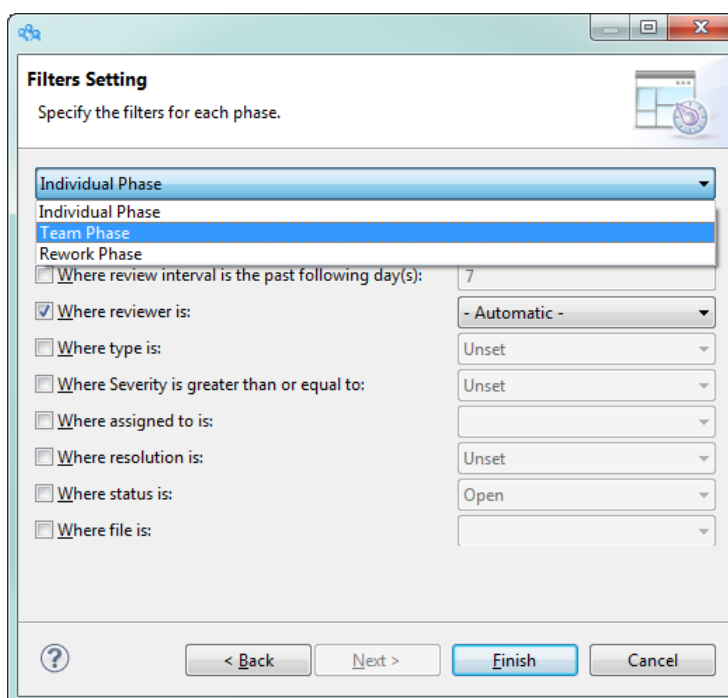 Filters Setting
Specify the filters for each phase.
Individual Phase
Individual Phase
Team Phase
Rework Phase
Where review interval is the past following day(s): 7
Where reviewer is: - Automatic -
Where type is: Unset
Where Severity is greater than or equal to: Unset
Where assigned to is:
Where resolution is: Unset
Where status is: Open
Where file is:
? < Back Next > Finish Cancel